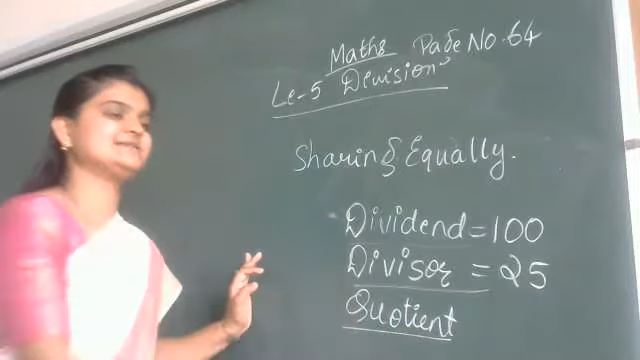 Maths Page No. 64
Le-5 Division
Sharing Equally.
Dividend = 100
Divisor = 25
Quotient